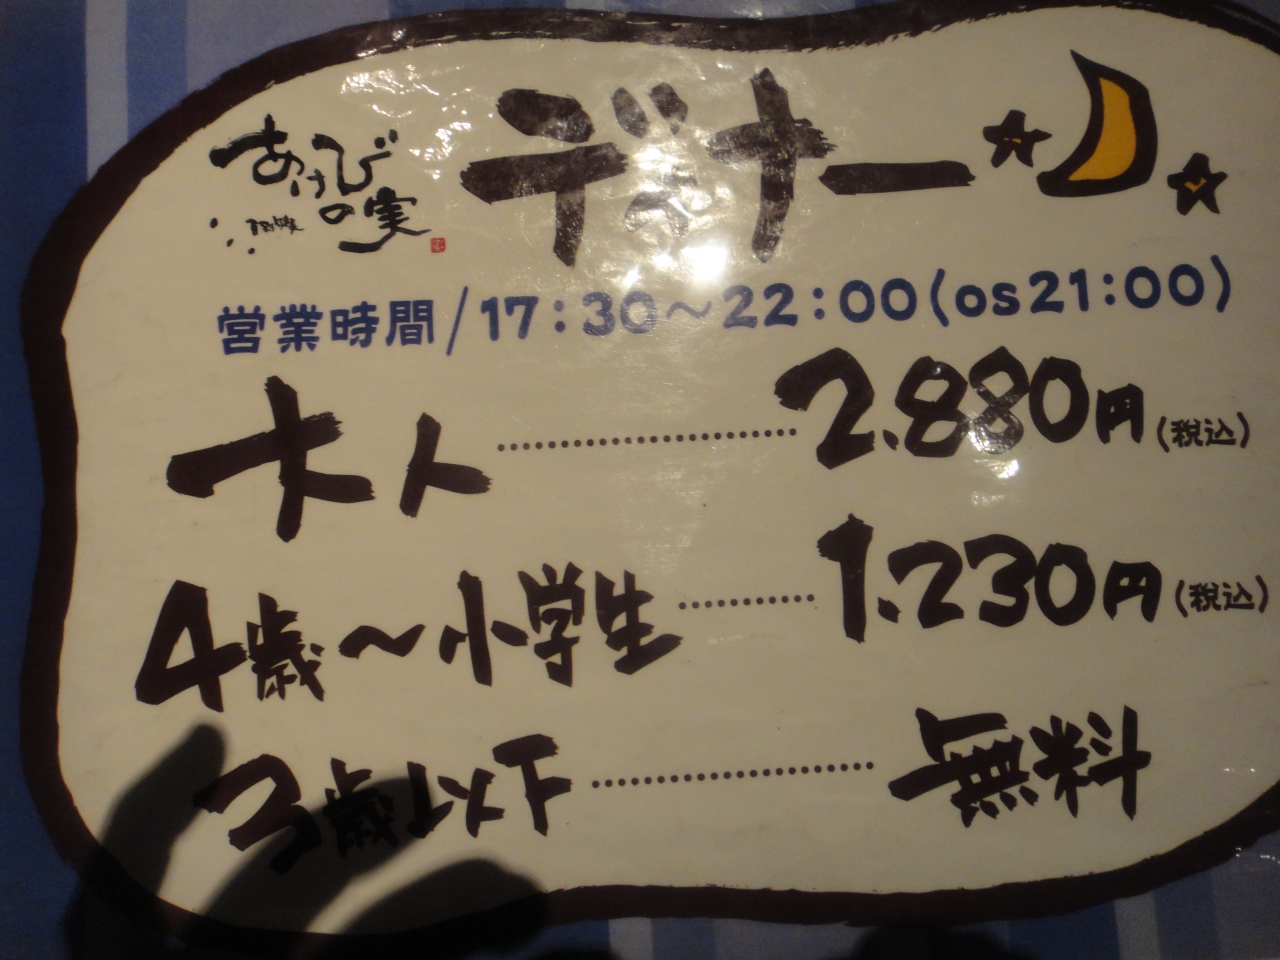 あけびの実
ディナー
営業時間/17:30～22:00(os21:00)
大人 2.880円(税込)
4歳～小学生 1.230円(税込)
3歳以下 無料